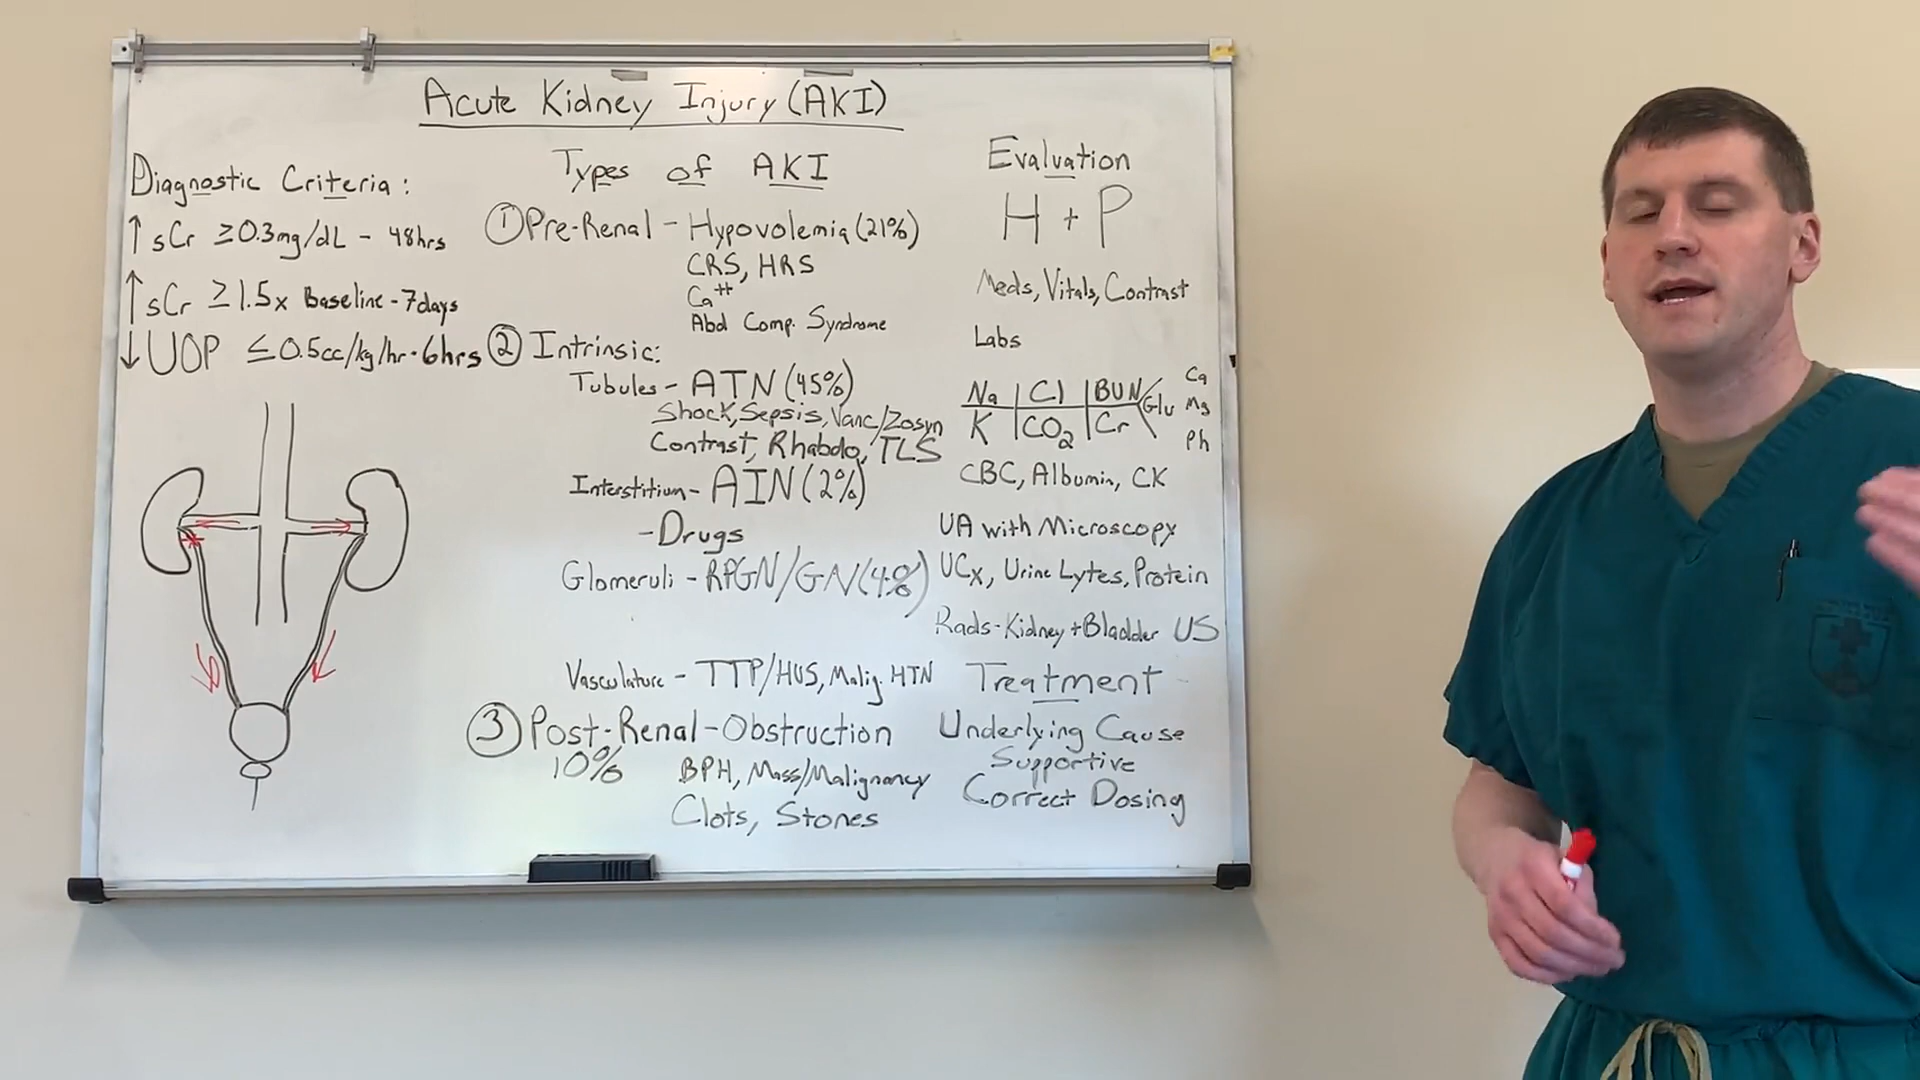 Acute Kidney Injury (AKI)
Diagnostic Criteria:
↑ sCr ≥0.3mg/dL - 48hrs
↑ sCr ≥1.5x Baseline - 7days
↓ UOP ≤0.5cc/kg/hr - 6hrs
Types of AKI
① Pre-Renal - Hypovolemia (21%)
CRS, HRS
Ca++
Abd Comp. Syndrome
② Intrinsic:
Tubules - ATN (45%)
Shock, Sepsis, Vanc/Zosyn
Contrast, Rhabdo, TLS
Interstitium - AIN (2%)
- Drugs
Glomeruli - RPGN/GN (4%)
Vasculature - TTP/HUS, Malig. HTN
③ Post-Renal - Obstruction
10% BPH, Mass/Malignancy
Clots, Stones
Evaluation
H + P
Meds, Vitals, Contrast
Labs
Na Cl BUN Glu Ca
K CO2 Cr Mg
Ph
CBC, Albumin, CK
UA with Microscopy
UCx, Urine Lytes, Protein
Rads - Kidney + Bladder US
Treatment
Underlying Cause
Supportive
Correct Dosing